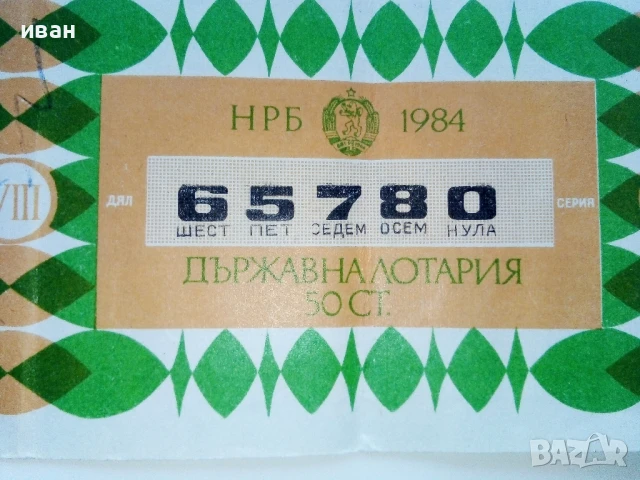 иван
НРБ 1984
VIII
ДЯЛ
65780
СЕРИЯ
ШЕСТ ПЕТ СЕДЕМ ОСЕМ НУЛА
ДЪРЖАВНА ЛОТАРИЯ
50 СТ.
BAZAR